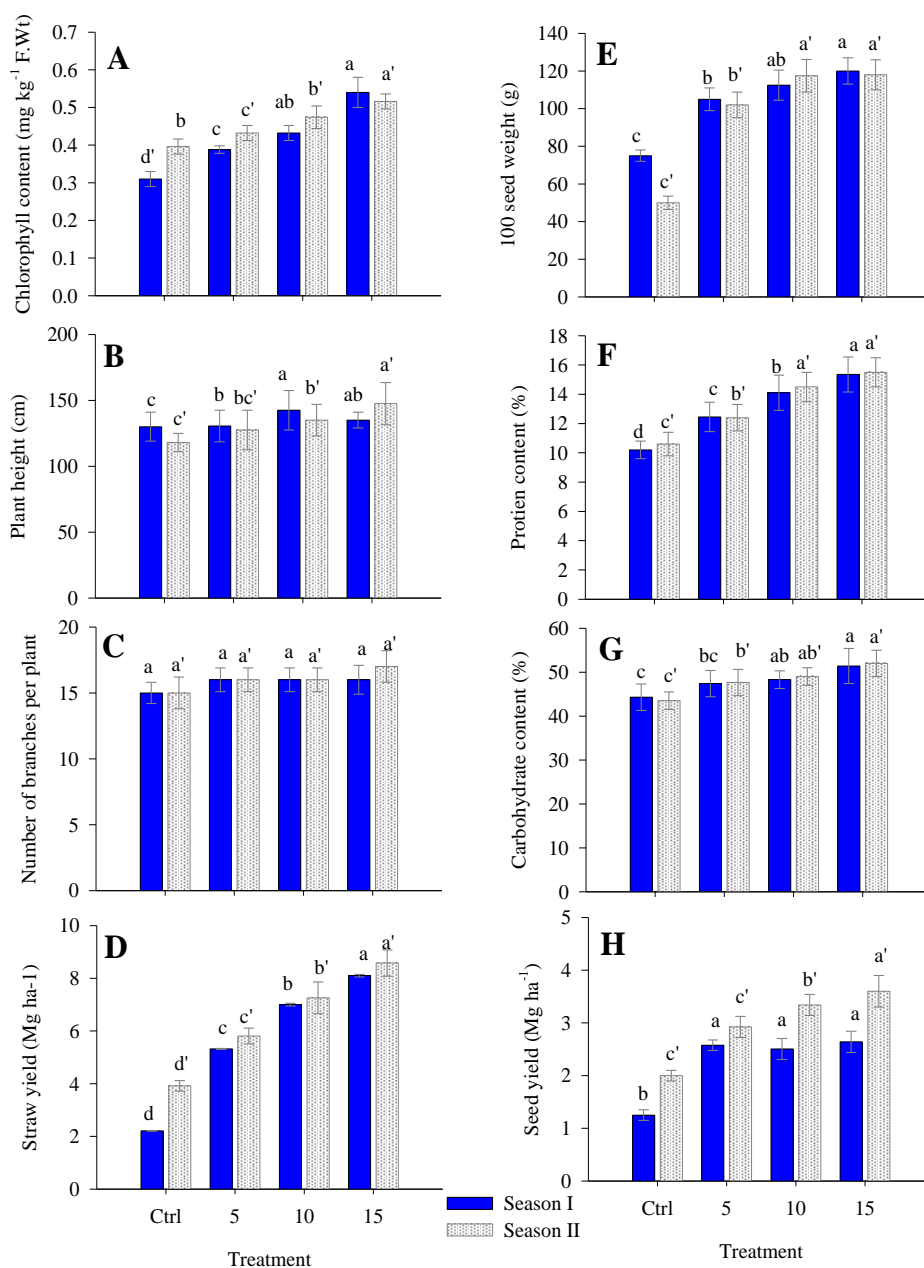 A
Chlorophyll content (mg kg-1 F.Wt)
0.7
0.6
0.5
0.4
0.3
0.2
0.1
0.0
d' b c c' ab b' a a'
B
Plant height (cm)
200
150
100
50
0
c c' b bc' a b' ab a'
C
Number of branches per plant
20
15
10
5
0
a a' a a' a a' a a'
D
Straw yield (Mg ha-1)
10
8
6
4
2
0
d d' c c' b b' a a'
Ctrl 5 10 15
Treatment
E
100 seed weight (g)
140
120
100
80
60
40
20
0
c c' b b' ab a' a a'
F
Protien content (%)
18
16
14
12
10
8
6
4
2
0
d c' c b' b a' a a'
G
Carbohydrate content (%)
60
50
40
30
20
10
0
c c' bc b' ab ab' a a'
H
Seed yield (Mg ha-1)
5
4
3
2
1
0
b c' a c' a b' a a'
Ctrl 5 10 15
Treatment
Season I
Season II